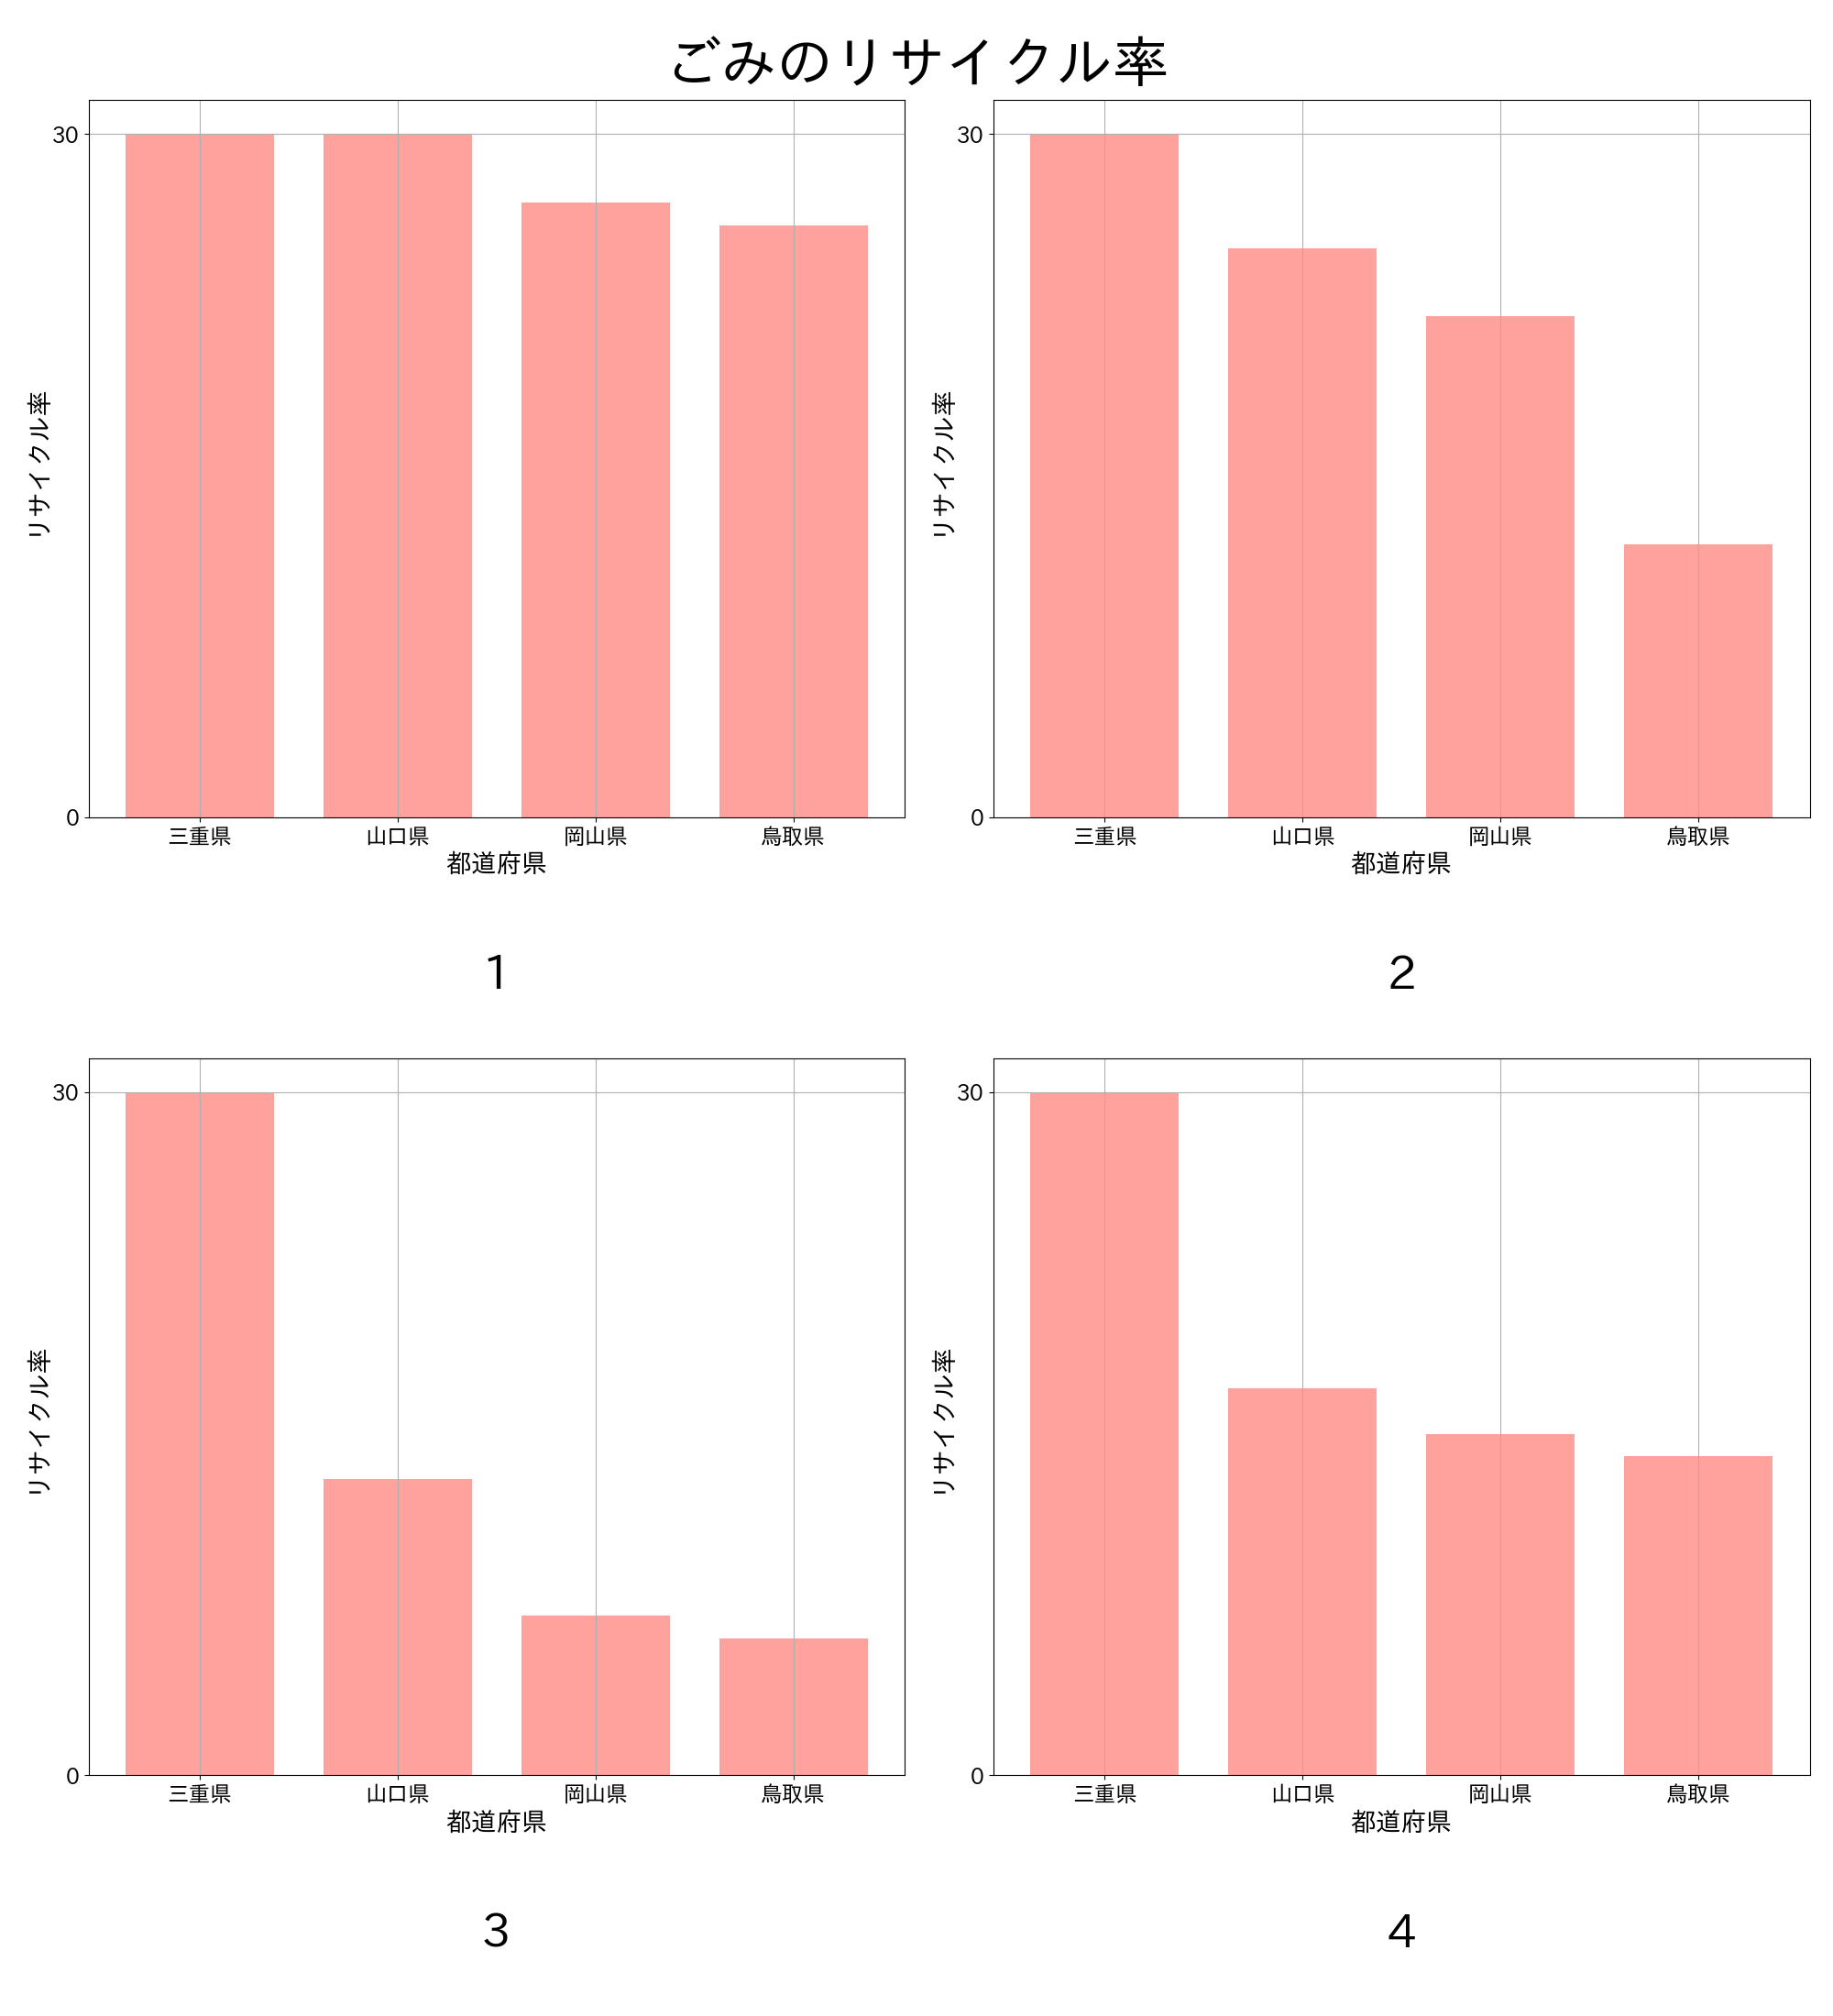 ごみのリサイクル率
30
0
リサイクル率
三重県 山口県 岡山県 鳥取県
都道府県
1
30
0
リサイクル率
三重県 山口県 岡山県 鳥取県
都道府県
2
30
0
リサイクル率
三重県 山口県 岡山県 鳥取県
都道府県
3
30
0
リサイクル率
三重県 山口県 岡山県 鳥取県
都道府県
4